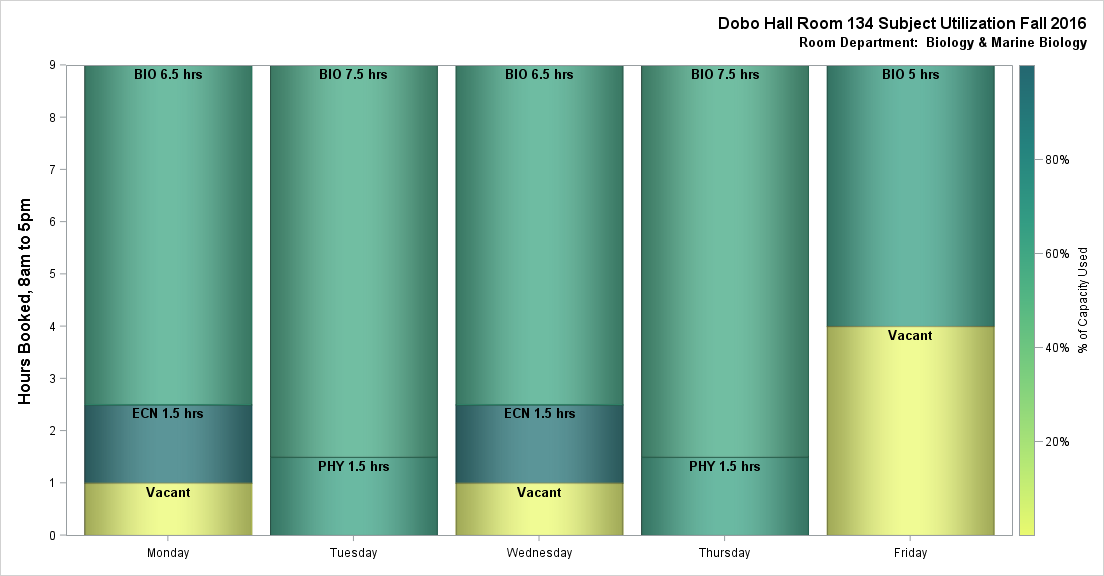 Dobo Hall Room 134 Subject Utilization Fall 2016
Room Department: Biology & Marine Biology
Hours Booked, 8am to 5pm
9
8
7
6
5
4
3
2
1
0
BIO 6.5 hrs
ECN 1.5 hrs
Vacant
BIO 7.5 hrs
PHY 1.5 hrs
BIO 6.5 hrs
ECN 1.5 hrs
Vacant
BIO 7.5 hrs
PHY 1.5 hrs
BIO 5 hrs
Vacant
Monday
Tuesday
Wednesday
Thursday
Friday
80%
60%
40%
20%
% of Capacity Used